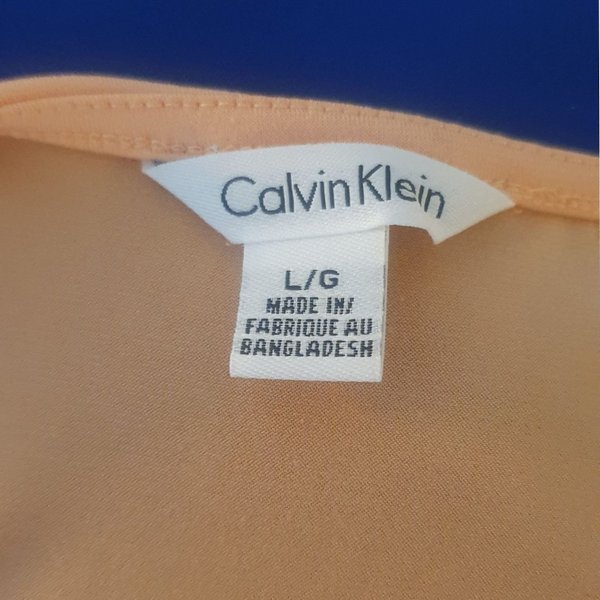 Calvin Klein
L/G
MADE IN/
FABRIQUE AU
BANGLADESH